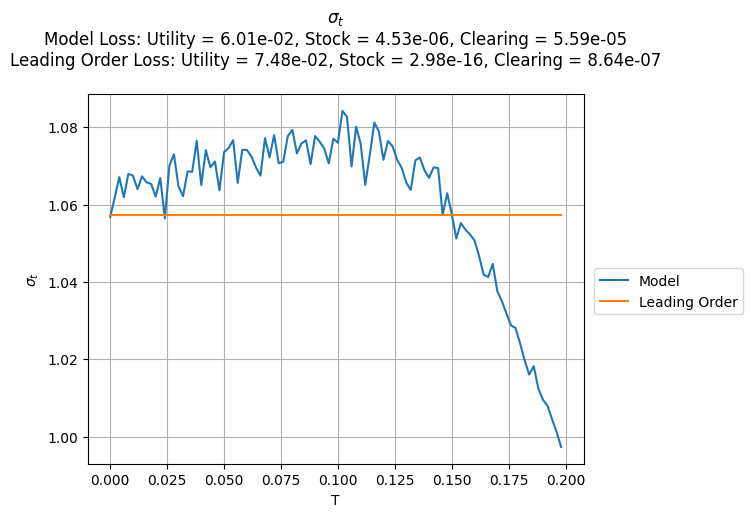 σ_t
Model Loss: Utility = 6.01e-02, Stock = 4.53e-06, Clearing = 5.59e-05
Leading Order Loss: Utility = 7.48e-02, Stock = 2.98e-16, Clearing = 8.64e-07
1.08
1.06
1.04
1.02
1.00
σ_t
0.000 0.025 0.050 0.075 0.100 0.125 0.150 0.175 0.200
T
Model
Leading Order